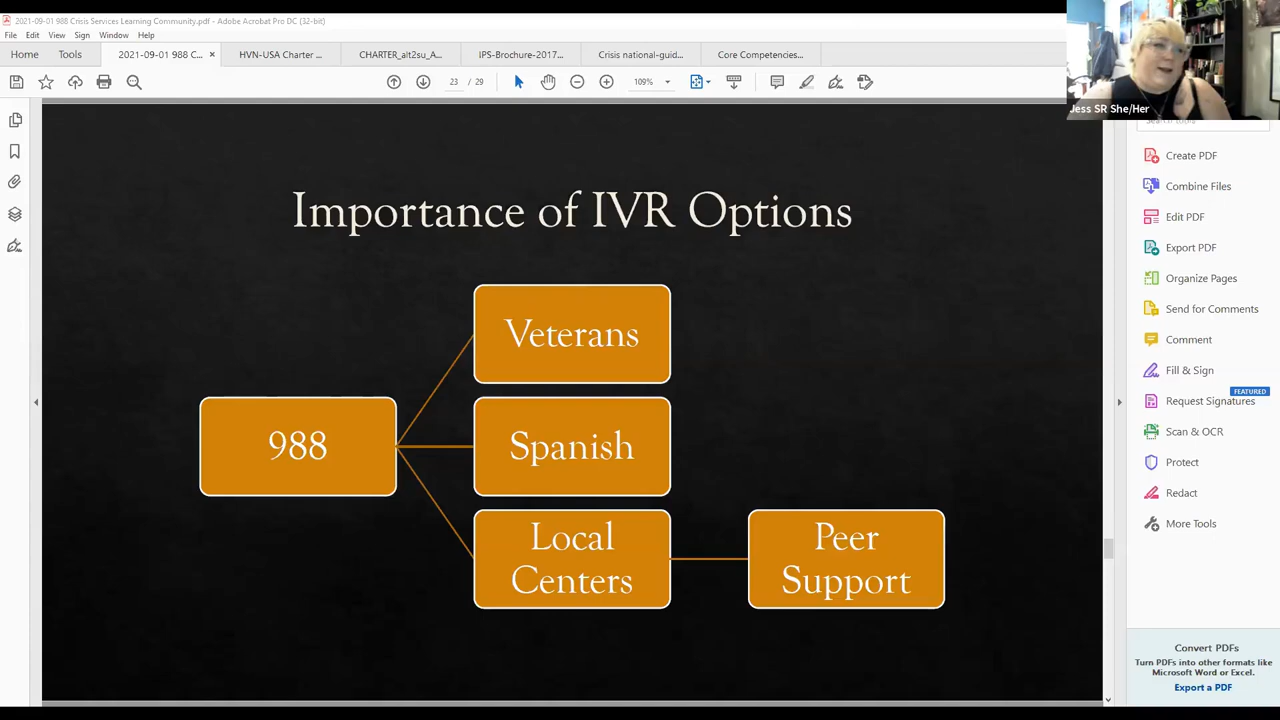 2021-09-01 988 Crisis Services Learning Community.pdf - Adobe Acrobat Pro DC (32-bit)
File Edit View Sign Window Help
Home Tools 2021-09-01 988 C... × HVN-USA Charter ... CHARTER_alt2su_A... IPS-Brochure-2017... Crisis national-guid... Core Competencies...
23 / 29 109%
Jess SR She/Her
Search tools
Importance of IVR Options
Veterans
988
Spanish
Local
Centers
Peer
Support
Create PDF
Combine Files
Edit PDF
Export PDF
Organize Pages
Send for Comments
Comment
Fill & Sign
FEATURED
Request Signatures
Scan & OCR
Protect
Redact
More Tools
Convert PDFs
Turn PDFs into other formats like
Microsoft Word or Excel.
Export a PDF